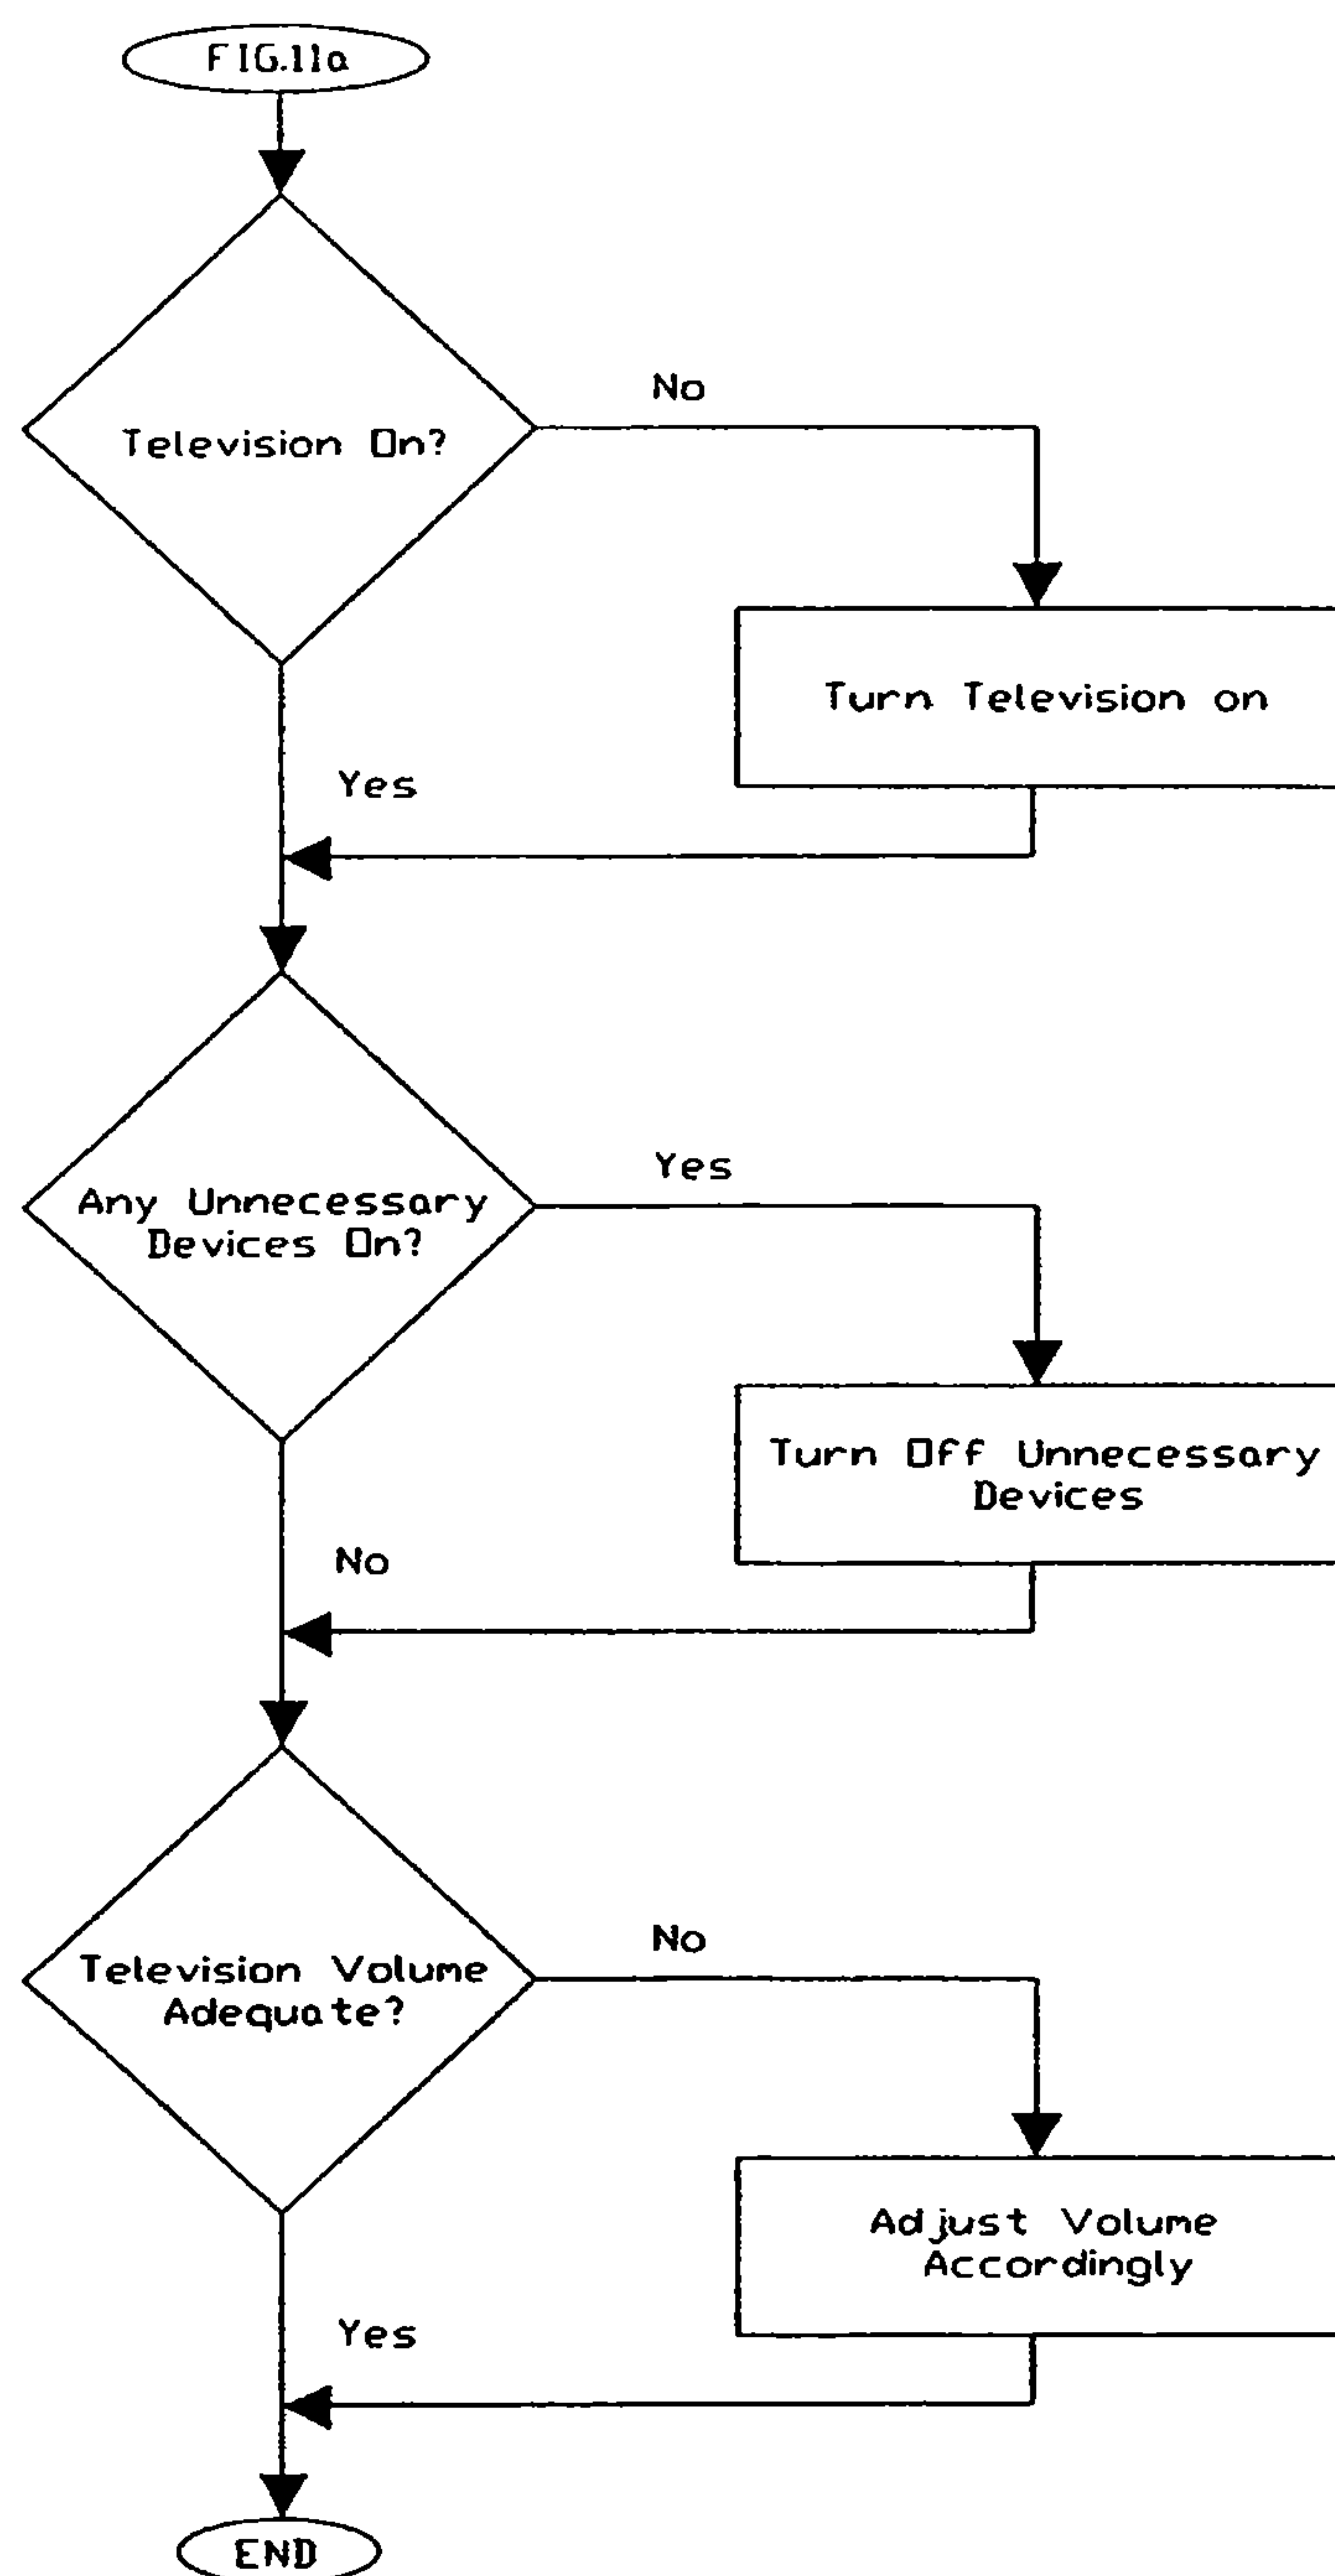 FIG.11a
Television On?
No
Turn Television on
Yes
Any Unnecessary
Devices On?
Yes
Turn Off Unnecessary
Devices
No
Television Volume
Adequate?
No
Adjust Volume
Accordingly
Yes
END